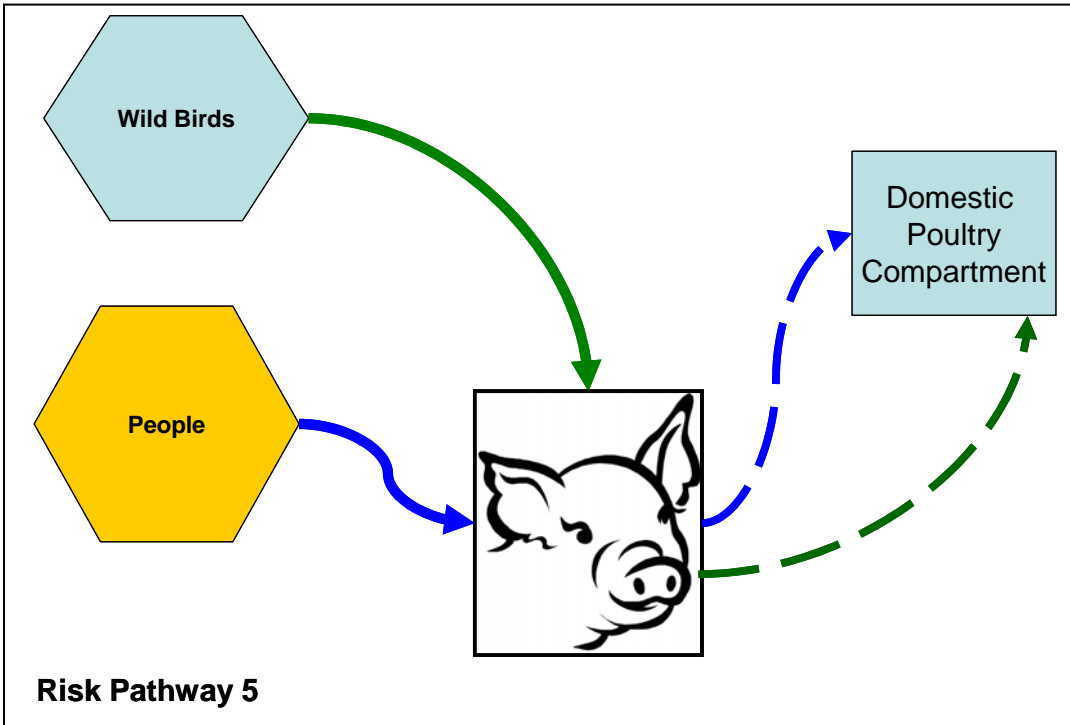 Wild Birds
Domestic
Poultry
Compartment
People
Risk Pathway 5